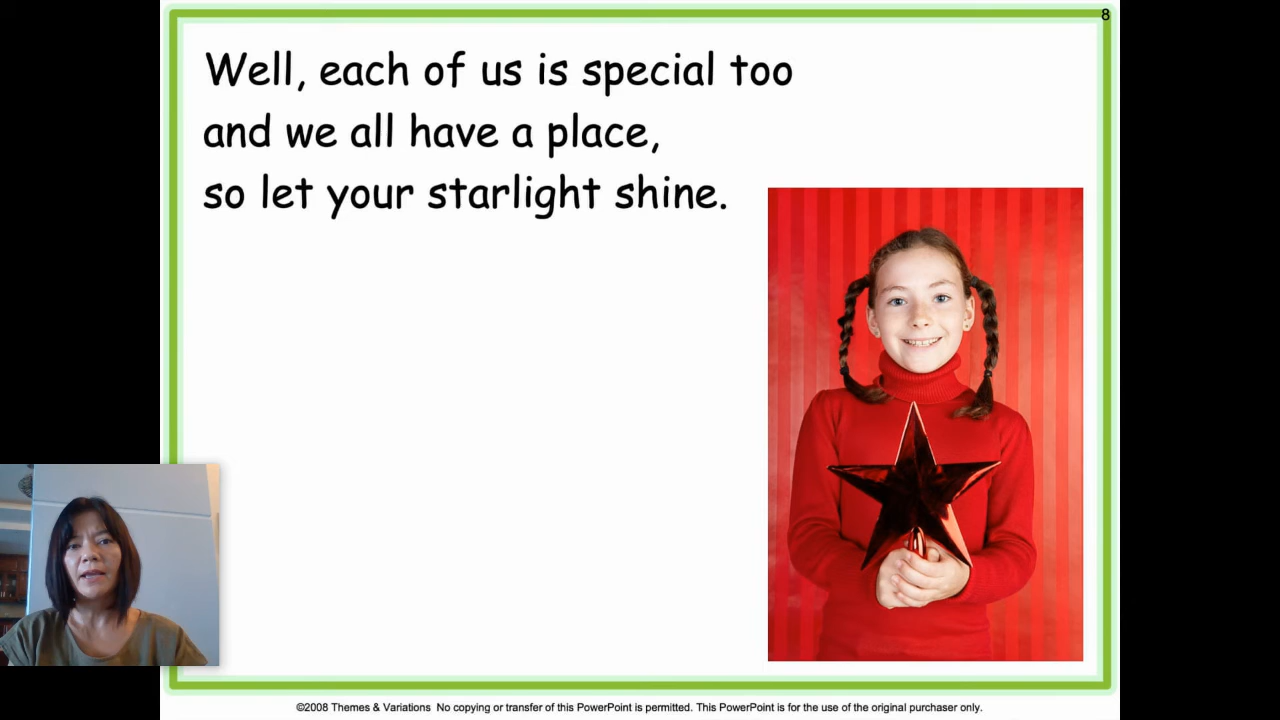 8
Well, each of us is special too
and we all have a place,
so let your starlight shine.
©2008 Themes & Variations No copying or transfer of this PowerPoint is permitted. This PowerPoint is for the use of the original purchaser only.